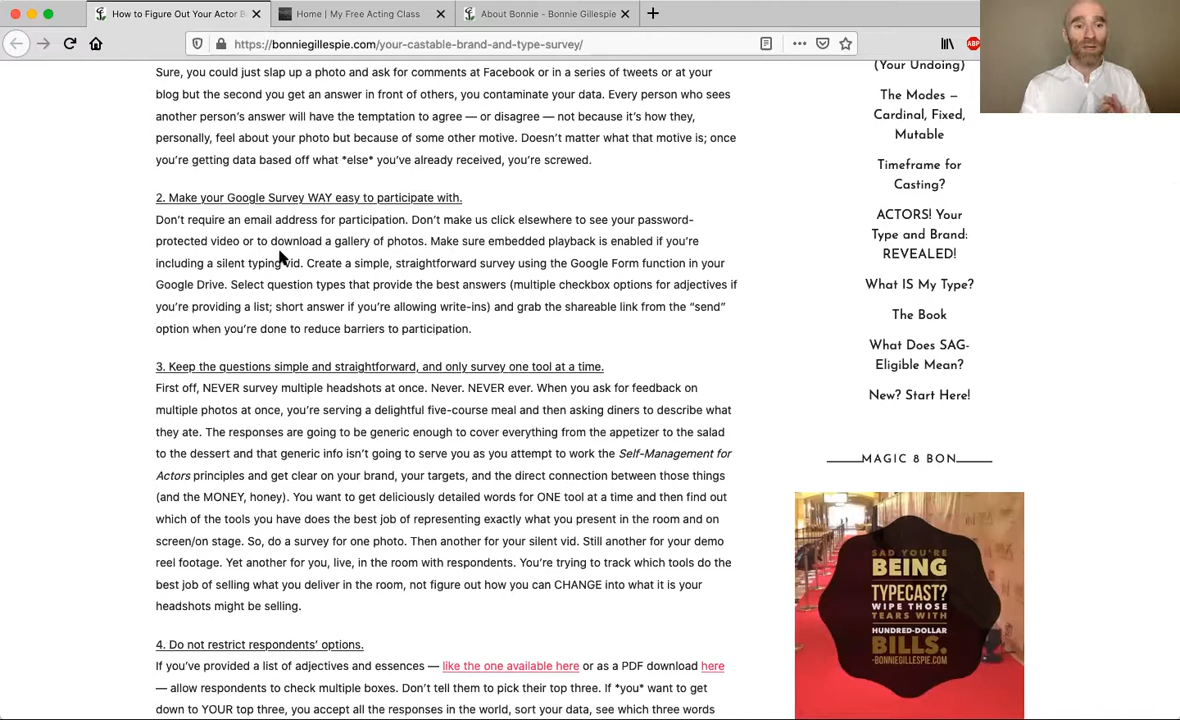 How to Figure Out Your Actor B
Home | My Free Acting Class
About Bonnie - Bonnie Gillespie
https://bonniegillespie.com/your-castable-brand-and-type-survey/
ABP
Sure, you could just slap up a photo and ask for comments at Facebook or in a series of tweets or at your
blog but the second you get an answer in front of others, you contaminate your data. Every person who sees
another person's answer will have the temptation to agree — or disagree — not because it's how they,
personally, feel about your photo but because of some other motive. Doesn't matter what that motive is; once
you're getting data based off what *else* you've already received, you're screwed.
2. Make your Google Survey WAY easy to participate with.
Don't require an email address for participation. Don't make us click elsewhere to see your password-
protected video or to download a gallery of photos. Make sure embedded playback is enabled if you're
including a silent typing vid. Create a simple, straightforward survey using the Google Form function in your
Google Drive. Select question types that provide the best answers (multiple checkbox options for adjectives if
you're providing a list; short answer if you're allowing write-ins) and grab the shareable link from the "send"
option when you're done to reduce barriers to participation.
3. Keep the questions simple and straightforward, and only survey one tool at a time.
First off, NEVER survey multiple headshots at once. Never. NEVER ever. When you ask for feedback on
multiple photos at once, you're serving a delightful five-course meal and then asking diners to describe what
they ate. The responses are going to be generic enough to cover everything from the appetizer to the salad
to the dessert and that generic info isn't going to serve you as you attempt to work the Self-Management for
Actors principles and get clear on your brand, your targets, and the direct connection between those things
(and the MONEY, honey). You want to get deliciously detailed words for ONE tool at a time and then find out
which of the tools you have does the best job of representing exactly what you present in the room and on
screen/on stage. So, do a survey for one photo. Then another for your silent vid. Still another for your demo
reel footage. Yet another for you, live, in the room with respondents. You're trying to track which tools do the
best job of selling what you deliver in the room, not figure out how you can CHANGE into what it is your
headshots might be selling.
4. Do not restrict respondents' options.
If you've provided a list of adjectives and essences — like the one available here or as a PDF download here
— allow respondents to check multiple boxes. Don't tell them to pick their top three. If *you* want to get
down to YOUR top three, you accept all the responses in the world, sort your data, see which three words
(Your Undoing)
The Modes –
Cardinal, Fixed,
Mutable
Timeframe for
Casting?
ACTORS! Your
Type and Brand:
REVEALED!
What IS My Type?
The Book
What Does SAG-
Eligible Mean?
New? Start Here!
MAGIC 8 BON
SAD YOU'RE
BEING
TYPECAST?
WIPE THOSE
TEARS WITH
HUNDRED-DOLLAR
BILLS.
-BONNIEGILLESPIE.COM